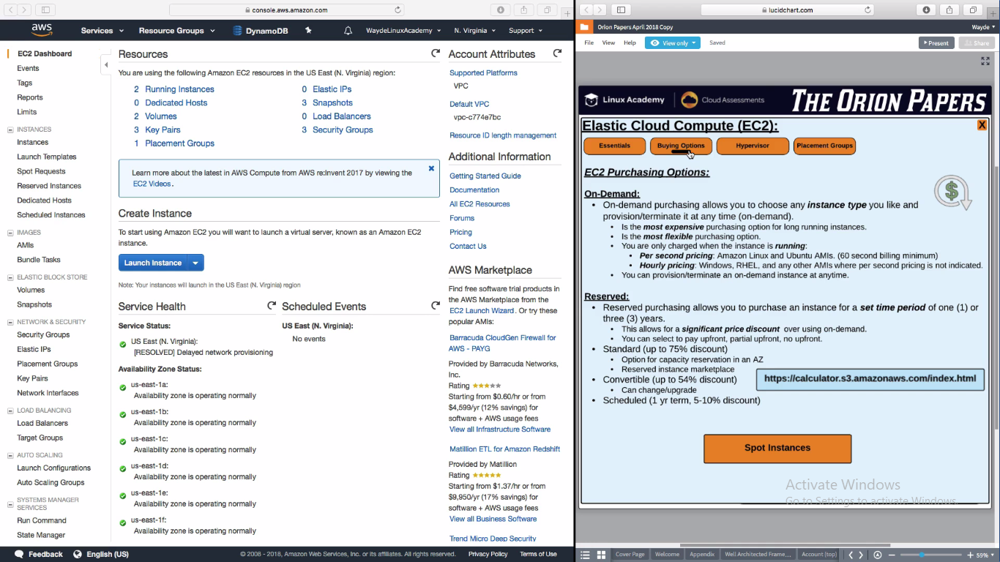 console.aws.amazon.com
aws
Services
Resource Groups
DynamoDB
WaydeLinuxAcademy
N. Virginia
Support
EC2 Dashboard
Events
Tags
Reports
Limits
INSTANCES
Instances
Launch Templates
Spot Requests
Reserved Instances
Dedicated Hosts
Scheduled Instances
IMAGES
AMIs
Bundle Tasks
ELASTIC BLOCK STORE
Volumes
Snapshots
NETWORK & SECURITY
Security Groups
Elastic IPs
Placement Groups
Key Pairs
Network Interfaces
LOAD BALANCING
Load Balancers
Target Groups
AUTO SCALING
Launch Configurations
Auto Scaling Groups
SYSTEMS MANAGER
SERVICES
Run Command
State Manager
Resources
You are using the following Amazon EC2 resources in the US East (N. Virginia) region:
2 Running Instances
0 Elastic IPs
0 Dedicated Hosts
3 Snapshots
2 Volumes
0 Load Balancers
3 Key Pairs
3 Security Groups
1 Placement Groups
Learn more about the latest in AWS Compute from AWS re:Invent 2017 by viewing the
EC2 Videos.
Create Instance
To start using Amazon EC2 you will want to launch a virtual server, known as an Amazon EC2
instance.
Launch Instance
Note: Your instances will launch in the US East (N. Virginia) region
Service Health
Service Status:
US East (N. Virginia):
[RESOLVED] Delayed network provisioning
Availability Zone Status:
us-east-1a:
Availability zone is operating normally
us-east-1b:
Availability zone is operating normally
us-east-1c:
Availability zone is operating normally
us-east-1d:
Availability zone is operating normally
us-east-1e:
Availability zone is operating normally
us-east-1f:
Availability zone is operating normally
Scheduled Events
US East (N. Virginia):
No events
Account Attributes
Supported Platforms
VPC
Default VPC
vpc-c774e7bc
Resource ID length management
Additional Information
Getting Started Guide
Documentation
All EC2 Resources
Forums
Pricing
Contact Us
AWS Marketplace
Find free software trial products in
the AWS Marketplace from the
EC2 Launch Wizard. Or try these
popular AMIs:
Barracuda CloudGen Firewall for
AWS - PAYG
Provided by Barracuda Networks,
Inc.
Rating
Starting from $0.60/hr or from
$4,599/yr (12% savings) for
software + AWS usage fees
View all Infrastructure Software
Matillion ETL for Amazon Redshift
Provided by Matillion
Rating
Starting from $1.37/hr or from
$9,950/yr (17% savings) for
software + AWS usage fees
View all Business Software
Trend Micro Deep Security
Feedback
English (US)
© 2008 - 2018, Amazon Web Services, Inc. or its affiliates. All rights reserved.
Privacy Policy
Terms of Use
lucidchart.com
Orion Papers April 2018 Copy
Wayde
File
View
Help
View only
Saved
Present
Share
Linux Academy
Cloud Assessments
THE ORION PAPERS
Elastic Cloud Compute (EC2):
X
Essentials
Buying Options
Hypervisor
Placement Groups
EC2 Purchasing Options:
$
On-Demand:
• On-demand purchasing allows you to choose any instance type you like and
provision/terminate it at any time (on-demand).
• Is the most expensive purchasing option for long running instances.
• Is the most flexible purchasing option.
• You are only charged when the instance is running:
• Per second pricing: Amazon Linux and Ubuntu AMIs. (60 second billing minimum)
• Hourly pricing: Windows, RHEL, and any other AMIs where per second pricing is not indicated.
• You can provision/terminate an on-demand instance at anytime.
Reserved:
• Reserved purchasing allows you to purchase an instance for a set time period of one (1) or
three (3) years.
• This allows for a significant price discount over using on-demand.
• You can select to pay upfront, partial upfront, no upfront.
• Standard (up to 75% discount)
• Option for capacity reservation in an AZ
• Reserved instance marketplace
• Convertible (up to 54% discount)
• Can change/upgrade
• Scheduled (1 yr term, 5-10% discount)
https://calculator.s3.amazonaws.com/index.html
Spot Instances
Activate Windows
Go to Settings to activate Windows.
Cover Page
Welcome
Appendix
Well Architected Frame...
Account (top)
59%